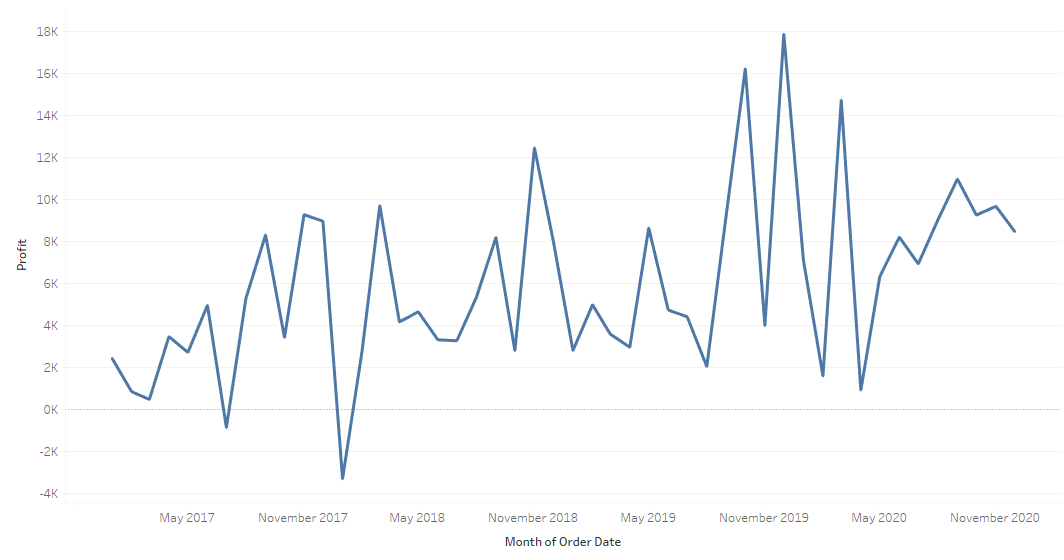 18K
16K
14K
12K
10K
8K
6K
4K
2K
0K
-2K
-4K
Profit
May 2017 November 2017 May 2018 November 2018 May 2019 November 2019 May 2020 November 2020
Month of Order Date